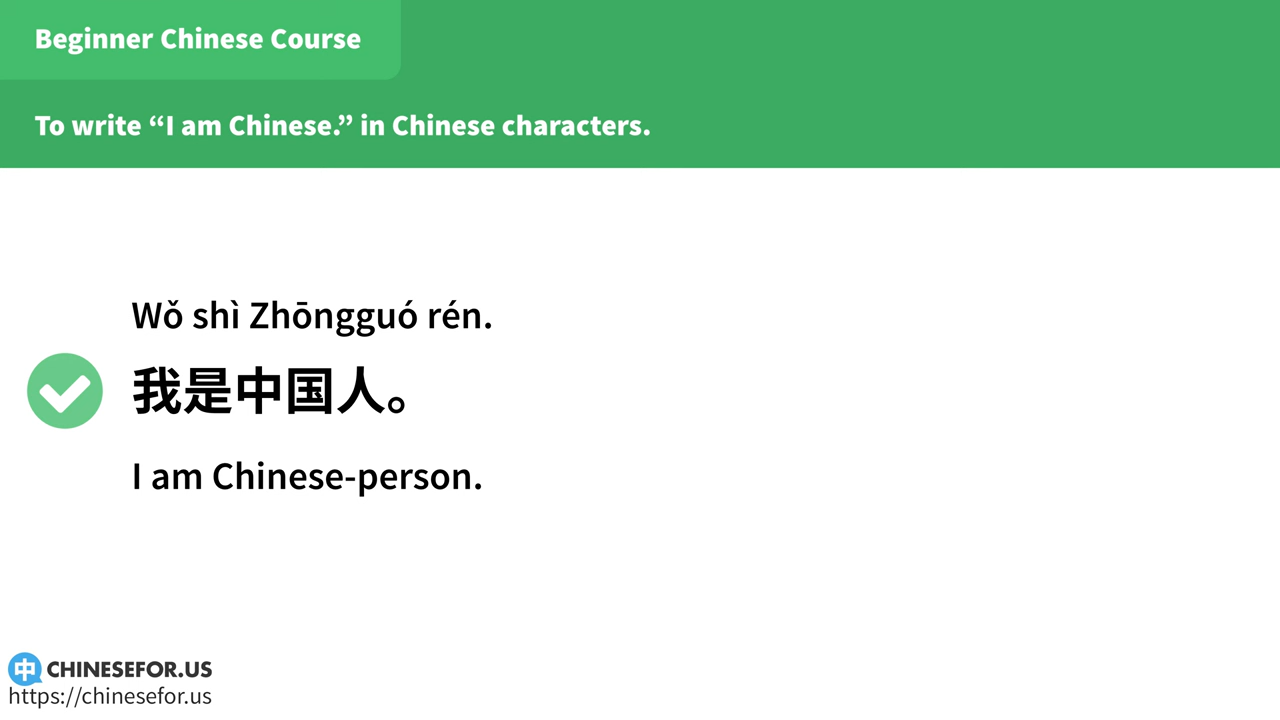 Beginner Chinese Course
To write “I am Chinese.” in Chinese characters.
Wǒ shì Zhōngguó rén.
我是中国人。
I am Chinese-person.
中 CHINESEFOR.US
https://chinesefor.us